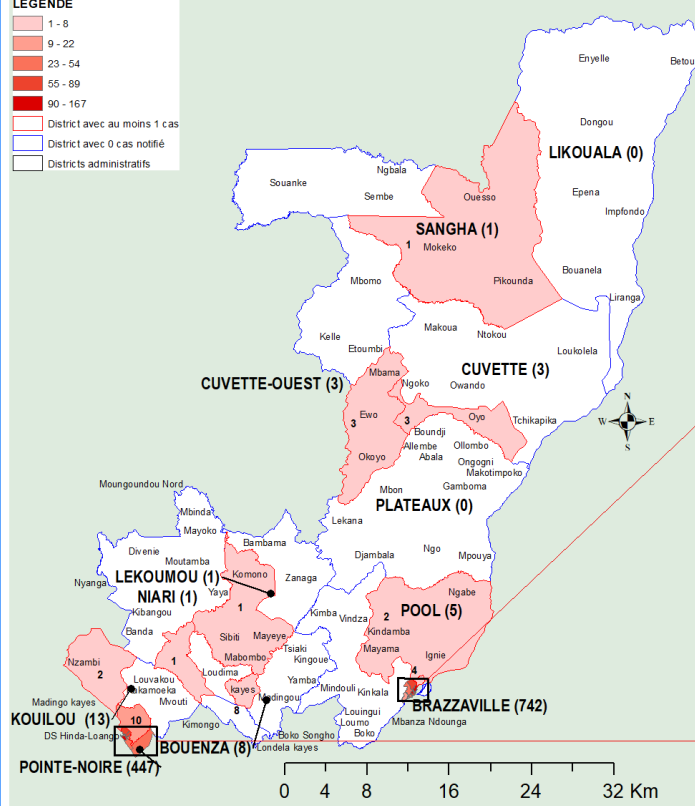 LEGENDE
1 - 8
9 - 22
23 - 54
55 - 89
90 - 167
District avec au moins 1 cas
District avec 0 cas notifié
Districts administratifs
Enyelle
Betou
Dongou
LIKOUALA (0)
Ngbala
Souanke
Sembe
Ouesso
Epena
Impfondo
SANGHA (1)
1
Mokeko
Bouanela
Pikounda
Mbomo
Liranga
Makoua
Ntokou
Kelle
Etoumbi
Loukolela
CUVETTE (3)
Mbama
CUVETTE-OUEST (3)
Ngoko
Owando
N
W
E
S
Ewo
3
3
Oyo
Tchikapika
Boundji
Allembe
Ollombo
Abala
Okoyo
Ongogni
Makotimpoko
Mbon
Gamboma
Moungoundou Nord
PLATEAUX (0)
Mbinda
Lekana
Mayoko
Bambama
Divenie
Moutamba
Djambala
Ngo
Mpouya
LEKOUMOU (1)
Komono
Zanaga
Nyanga
NIARI (1)
Yaya
Ngabe
Kibangou
1
Kimba
Vindza
2
POOL (5)
Banda
Sibiti
Mayeye
Kindamba
Tsiaki
Mayama
Nzambi
1
Mabombo
Kingoue
Ignie
2
Louvakou
Loudima
4
Kakamoeka
kayes
Yamba
Mindouli
Kinkala
Madingo kayes
Mvouti
Madingou
BRAZZAVILLE (742)
KOUILOU (13)
10
8
Louingui
Mbanza Ndounga
Kimongo
Loumo
DS Hinda-Loango
Boko Songho
Boko
BOUENZA (8)
Londela kayes
POINTE-NOIRE (447)
0
4
8
16
24
32 Km